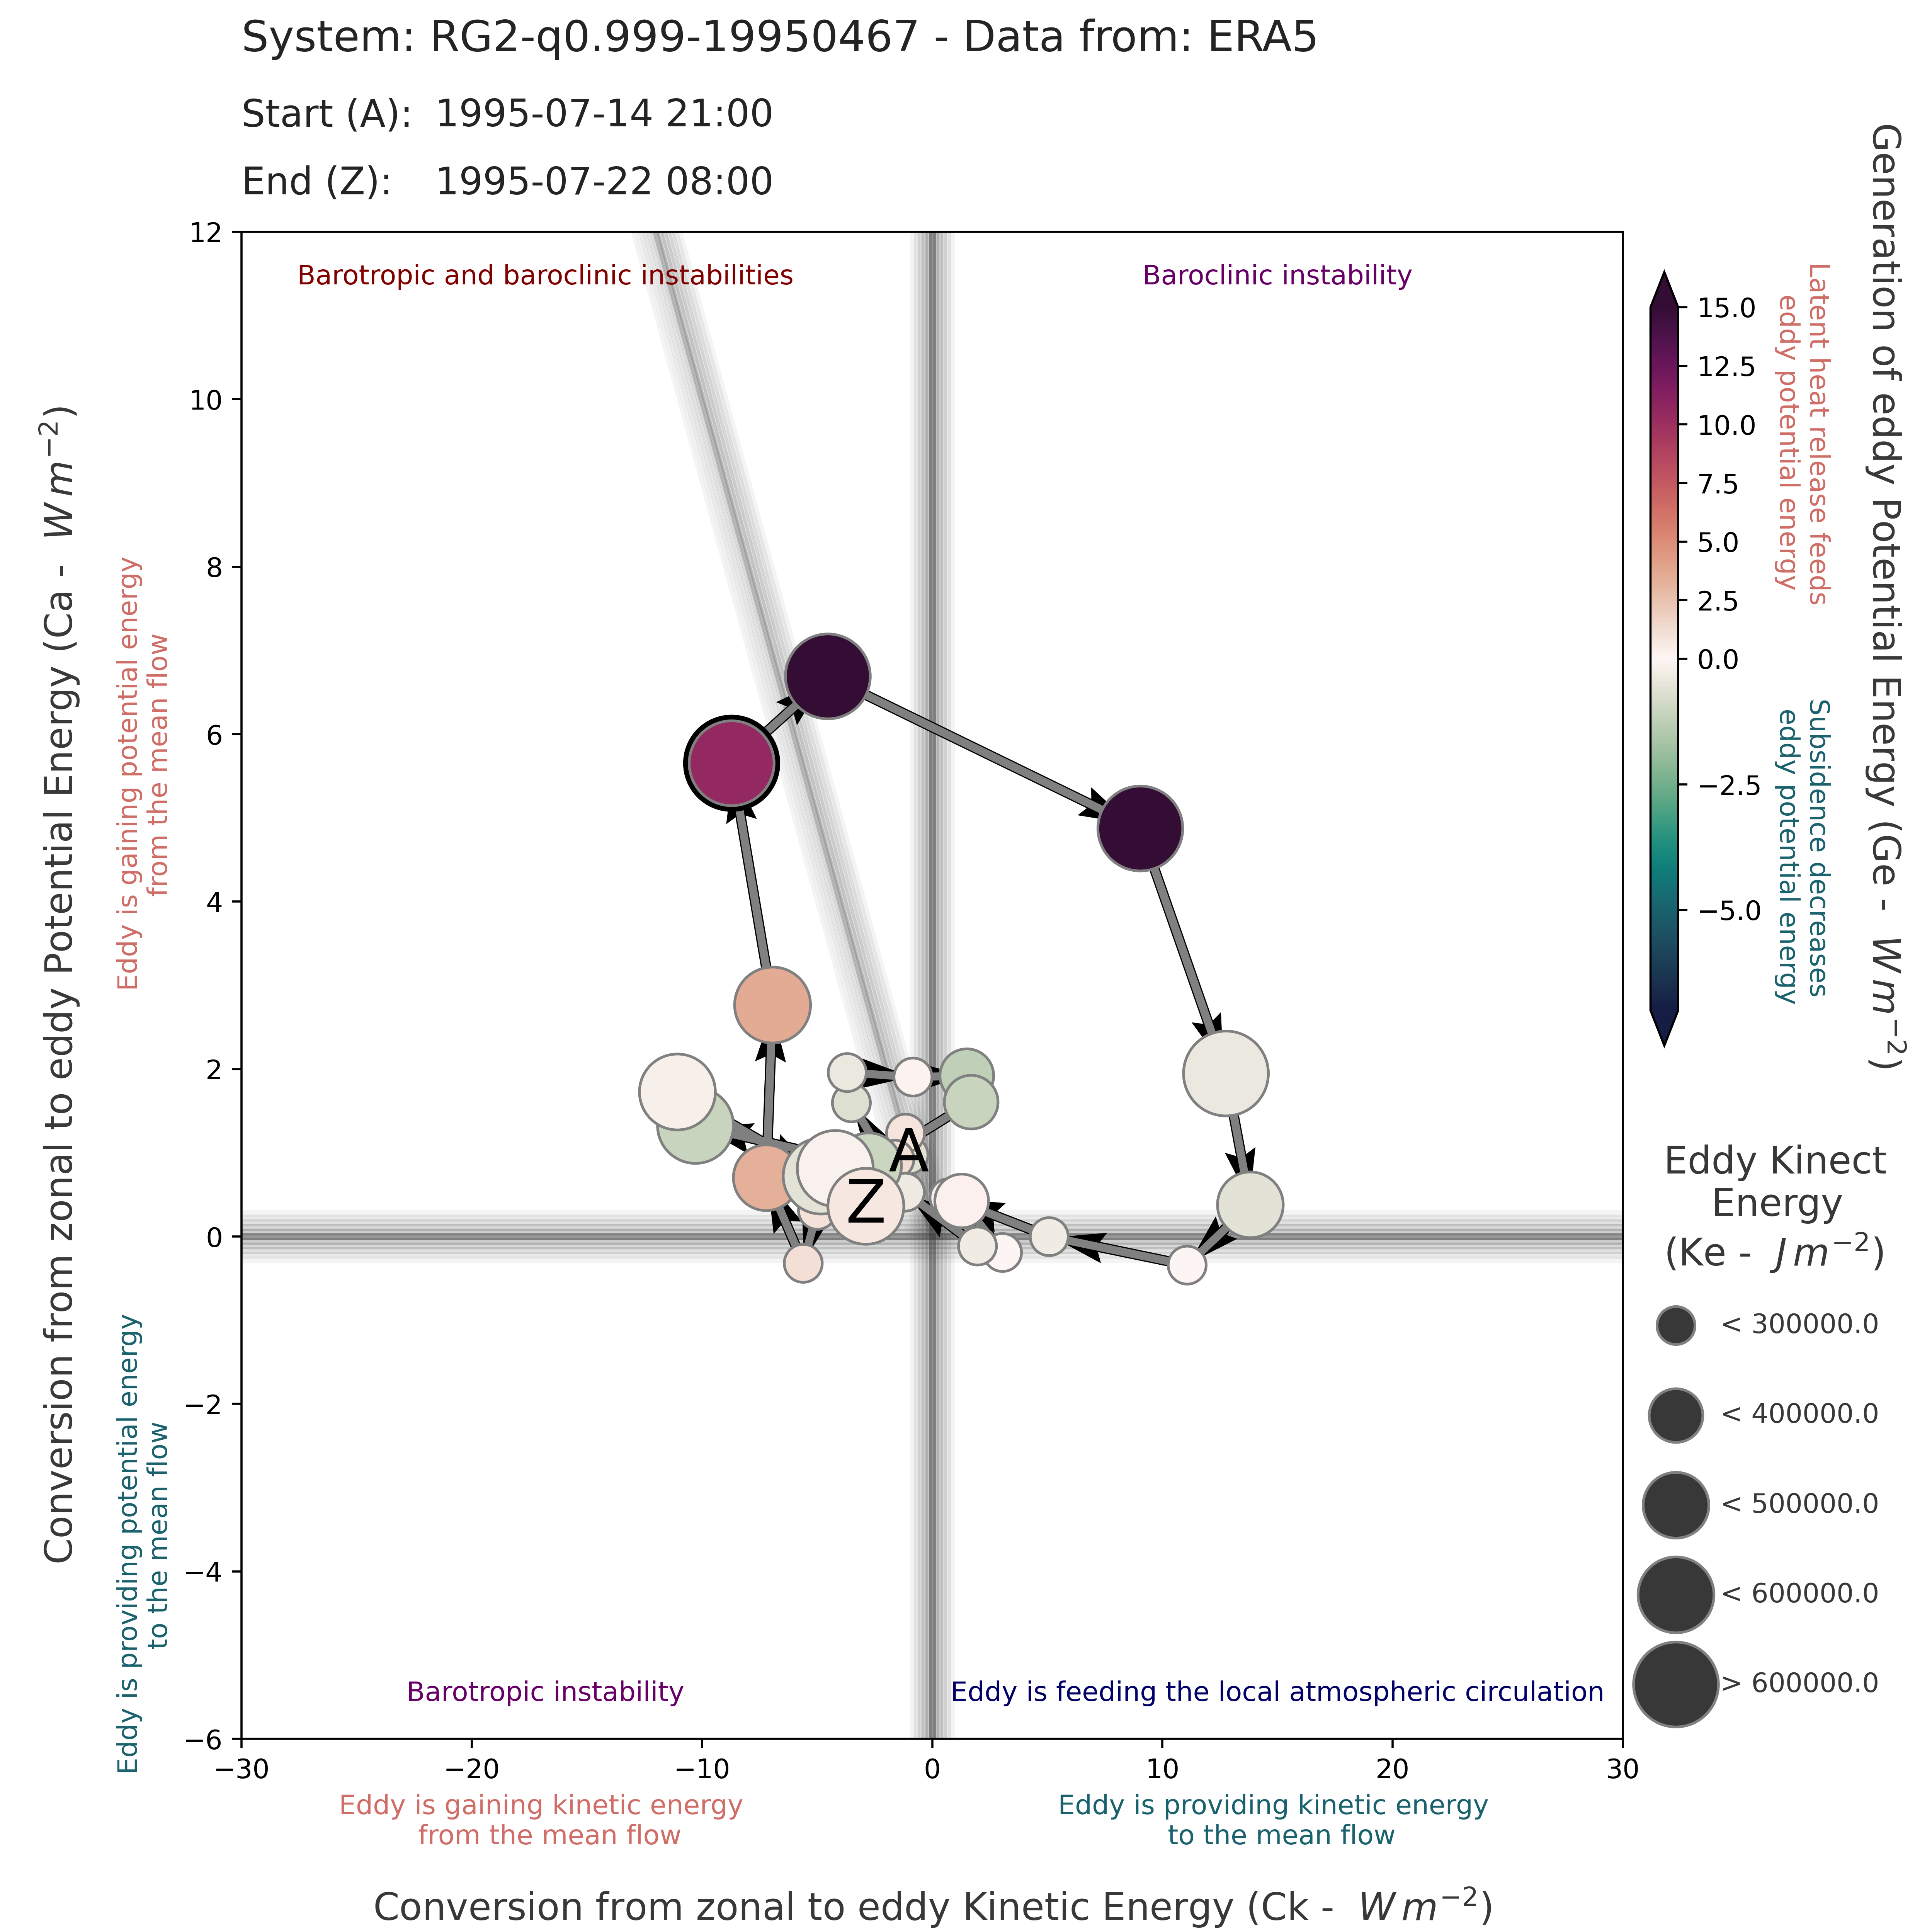 System: RG2-q0.999-19950467 - Data from: ERA5
Start (A): 1995-07-14 21:00
End (Z): 1995-07-22 08:00
Conversion from zonal to eddy Potential Energy (Ca - W m⁻²)
Eddy is gaining potential energy
from the mean flow
Eddy is providing potential energy
to the mean flow
12
10
8
6
4
2
0
−2
−4
−6
Barotropic and baroclinic instabilities
Baroclinic instability
A
Z
Barotropic instability
Eddy is feeding the local atmospheric circulation
−30
−20
−10
0
10
20
30
Eddy is gaining kinetic energy
from the mean flow
Eddy is providing kinetic energy
to the mean flow
Conversion from zonal to eddy Kinetic Energy (Ck - W m⁻²)
15.0
12.5
10.0
7.5
5.0
2.5
0.0
−2.5
−5.0
Latent heat release feeds
eddy potential energy
Subsidence decreases
eddy potential energy
Generation of eddy Potential Energy (Ge - W m⁻²)
Eddy Kinect
Energy
(Ke - J m⁻²)
< 300000.0
< 400000.0
< 500000.0
< 600000.0
> 600000.0